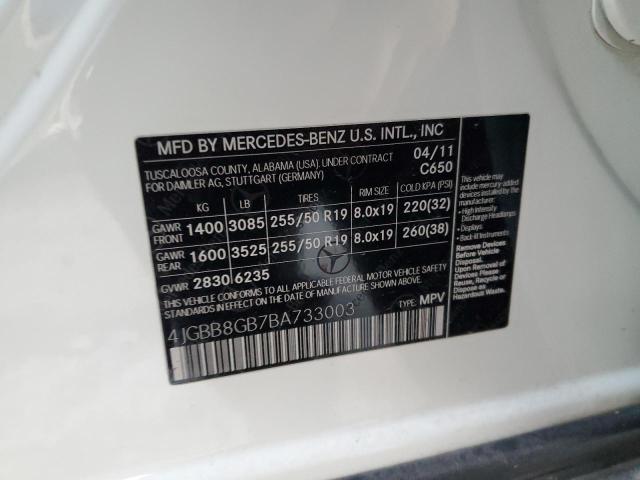 MFD BY MERCEDES-BENZ U.S. INTL., INC
TUSCALOOSA COUNTY, ALABAMA (USA). UNDER CONTRACT 04/11
FOR DAIMLER AG, STUTTGART (GERMANY) C650
KG LB TIRES RIM SIZE COLD KPA (PSI)
GAWR FRONT 1400 3085 255/50 R19 8.0x19 220(32)
GAWR REAR 1600 3525 255/50 R19 8.0x19 260(38)
GVWR 2830 6235
THIS VEHICLE CONFORMS TO ALL APPLICABLE FEDERAL MOTOR VEHICLE SAFETY
STANDARDS IN EFFECT ON THE DATE OF MANUFACTURE SHOWN ABOVE.
4JGBB8GB7BA733003 TYPE: MPV
This vehicle may
include mercury-added
devices installed by the
manufacturer:
• High Intensity
Discharge Headlamps
• Displays
• Back-lit Instruments
Remove Devices
Before Vehicle
Disposal.
Upon Removal of
Devices Please
Reuse, Recycle or
Dispose as
Hazardous Waste.